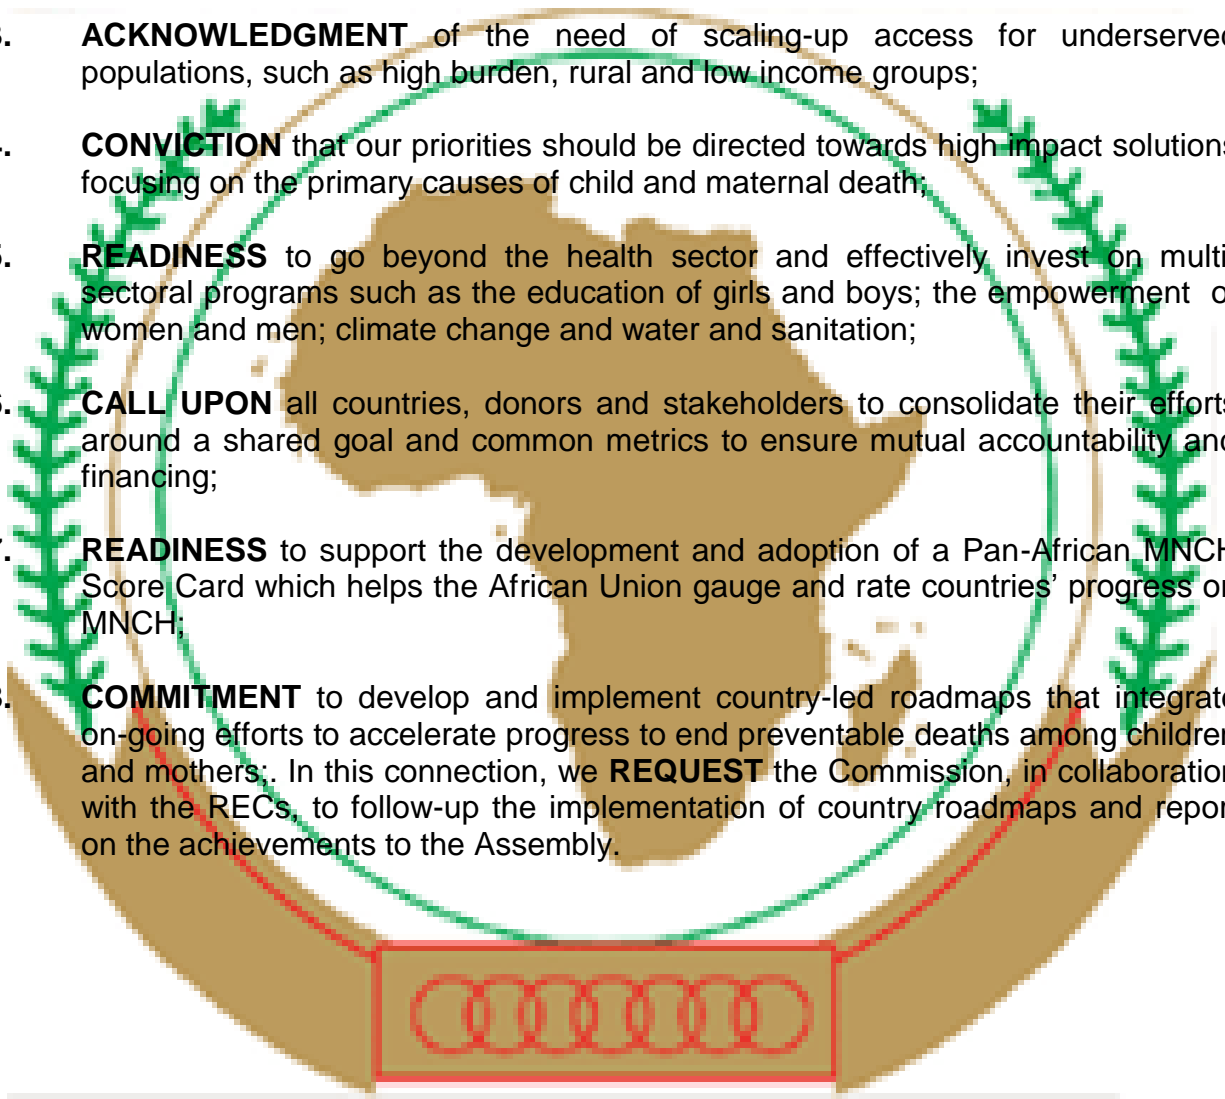 3. ACKNOWLEDGMENT of the need of scaling-up access for underserved
populations, such as high burden, rural and low income groups;
4. CONVICTION that our priorities should be directed towards high impact solutions
focusing on the primary causes of child and maternal death;
5. READINESS to go beyond the health sector and effectively invest on multi
sectoral programs such as the education of girls and boys; the empowerment o
women and men; climate change and water and sanitation;
6. CALL UPON all countries, donors and stakeholders to consolidate their efforts
around a shared goal and common metrics to ensure mutual accountability and
financing;
7. READINESS to support the development and adoption of a Pan-African MNCH
Score Card which helps the African Union gauge and rate countries’ progress on
MNCH;
8. COMMITMENT to develop and implement country-led roadmaps that integrate
on-going efforts to accelerate progress to end preventable deaths among children
and mothers;. In this connection, we REQUEST the Commission, in collaboration
with the RECs, to follow-up the implementation of country roadmaps and repor
on the achievements to the Assembly.